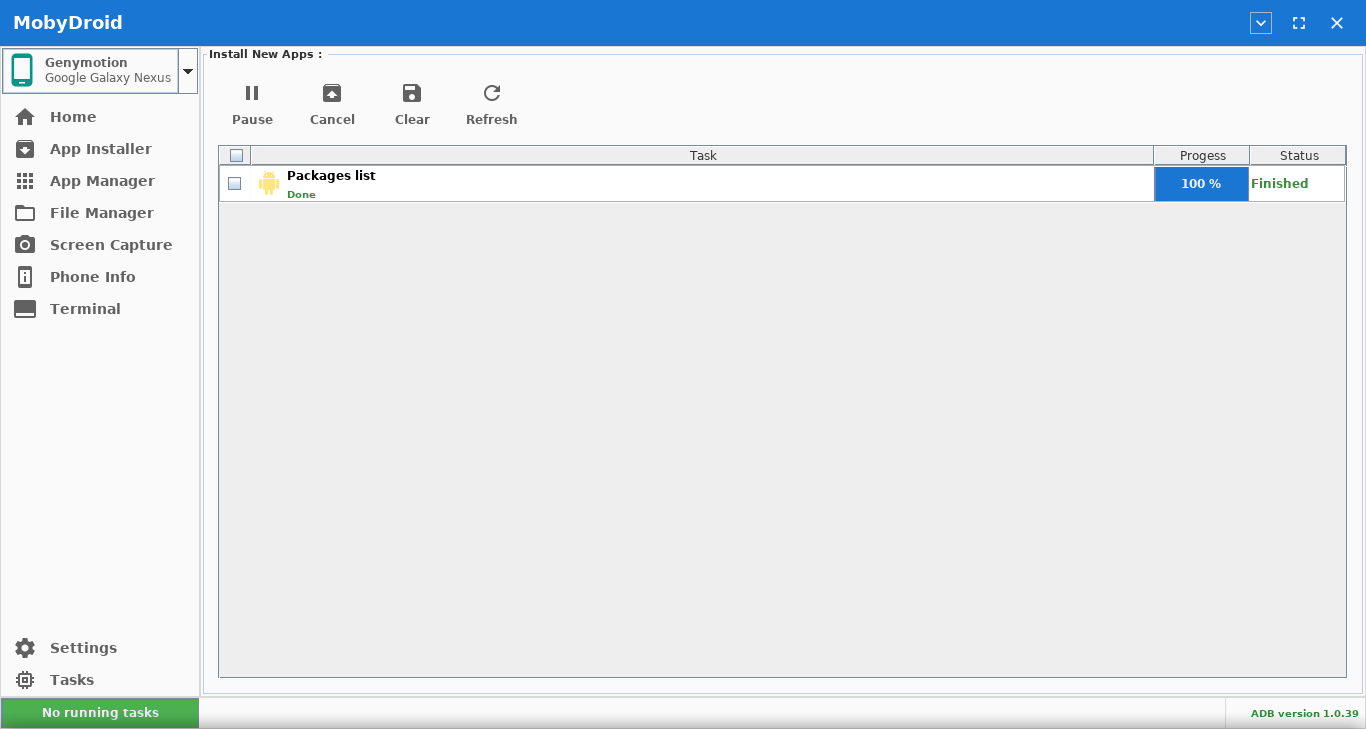 MobyDroid
Genymotion
Google Galaxy Nexus
Home
App Installer
App Manager
File Manager
Screen Capture
Phone Info
Terminal
Settings
Tasks
No running tasks
Install New Apps :
Pause
Cancel
Clear
Refresh
Task
Progess
Status
Packages list
Done
100 %
Finished
ADB version 1.0.39